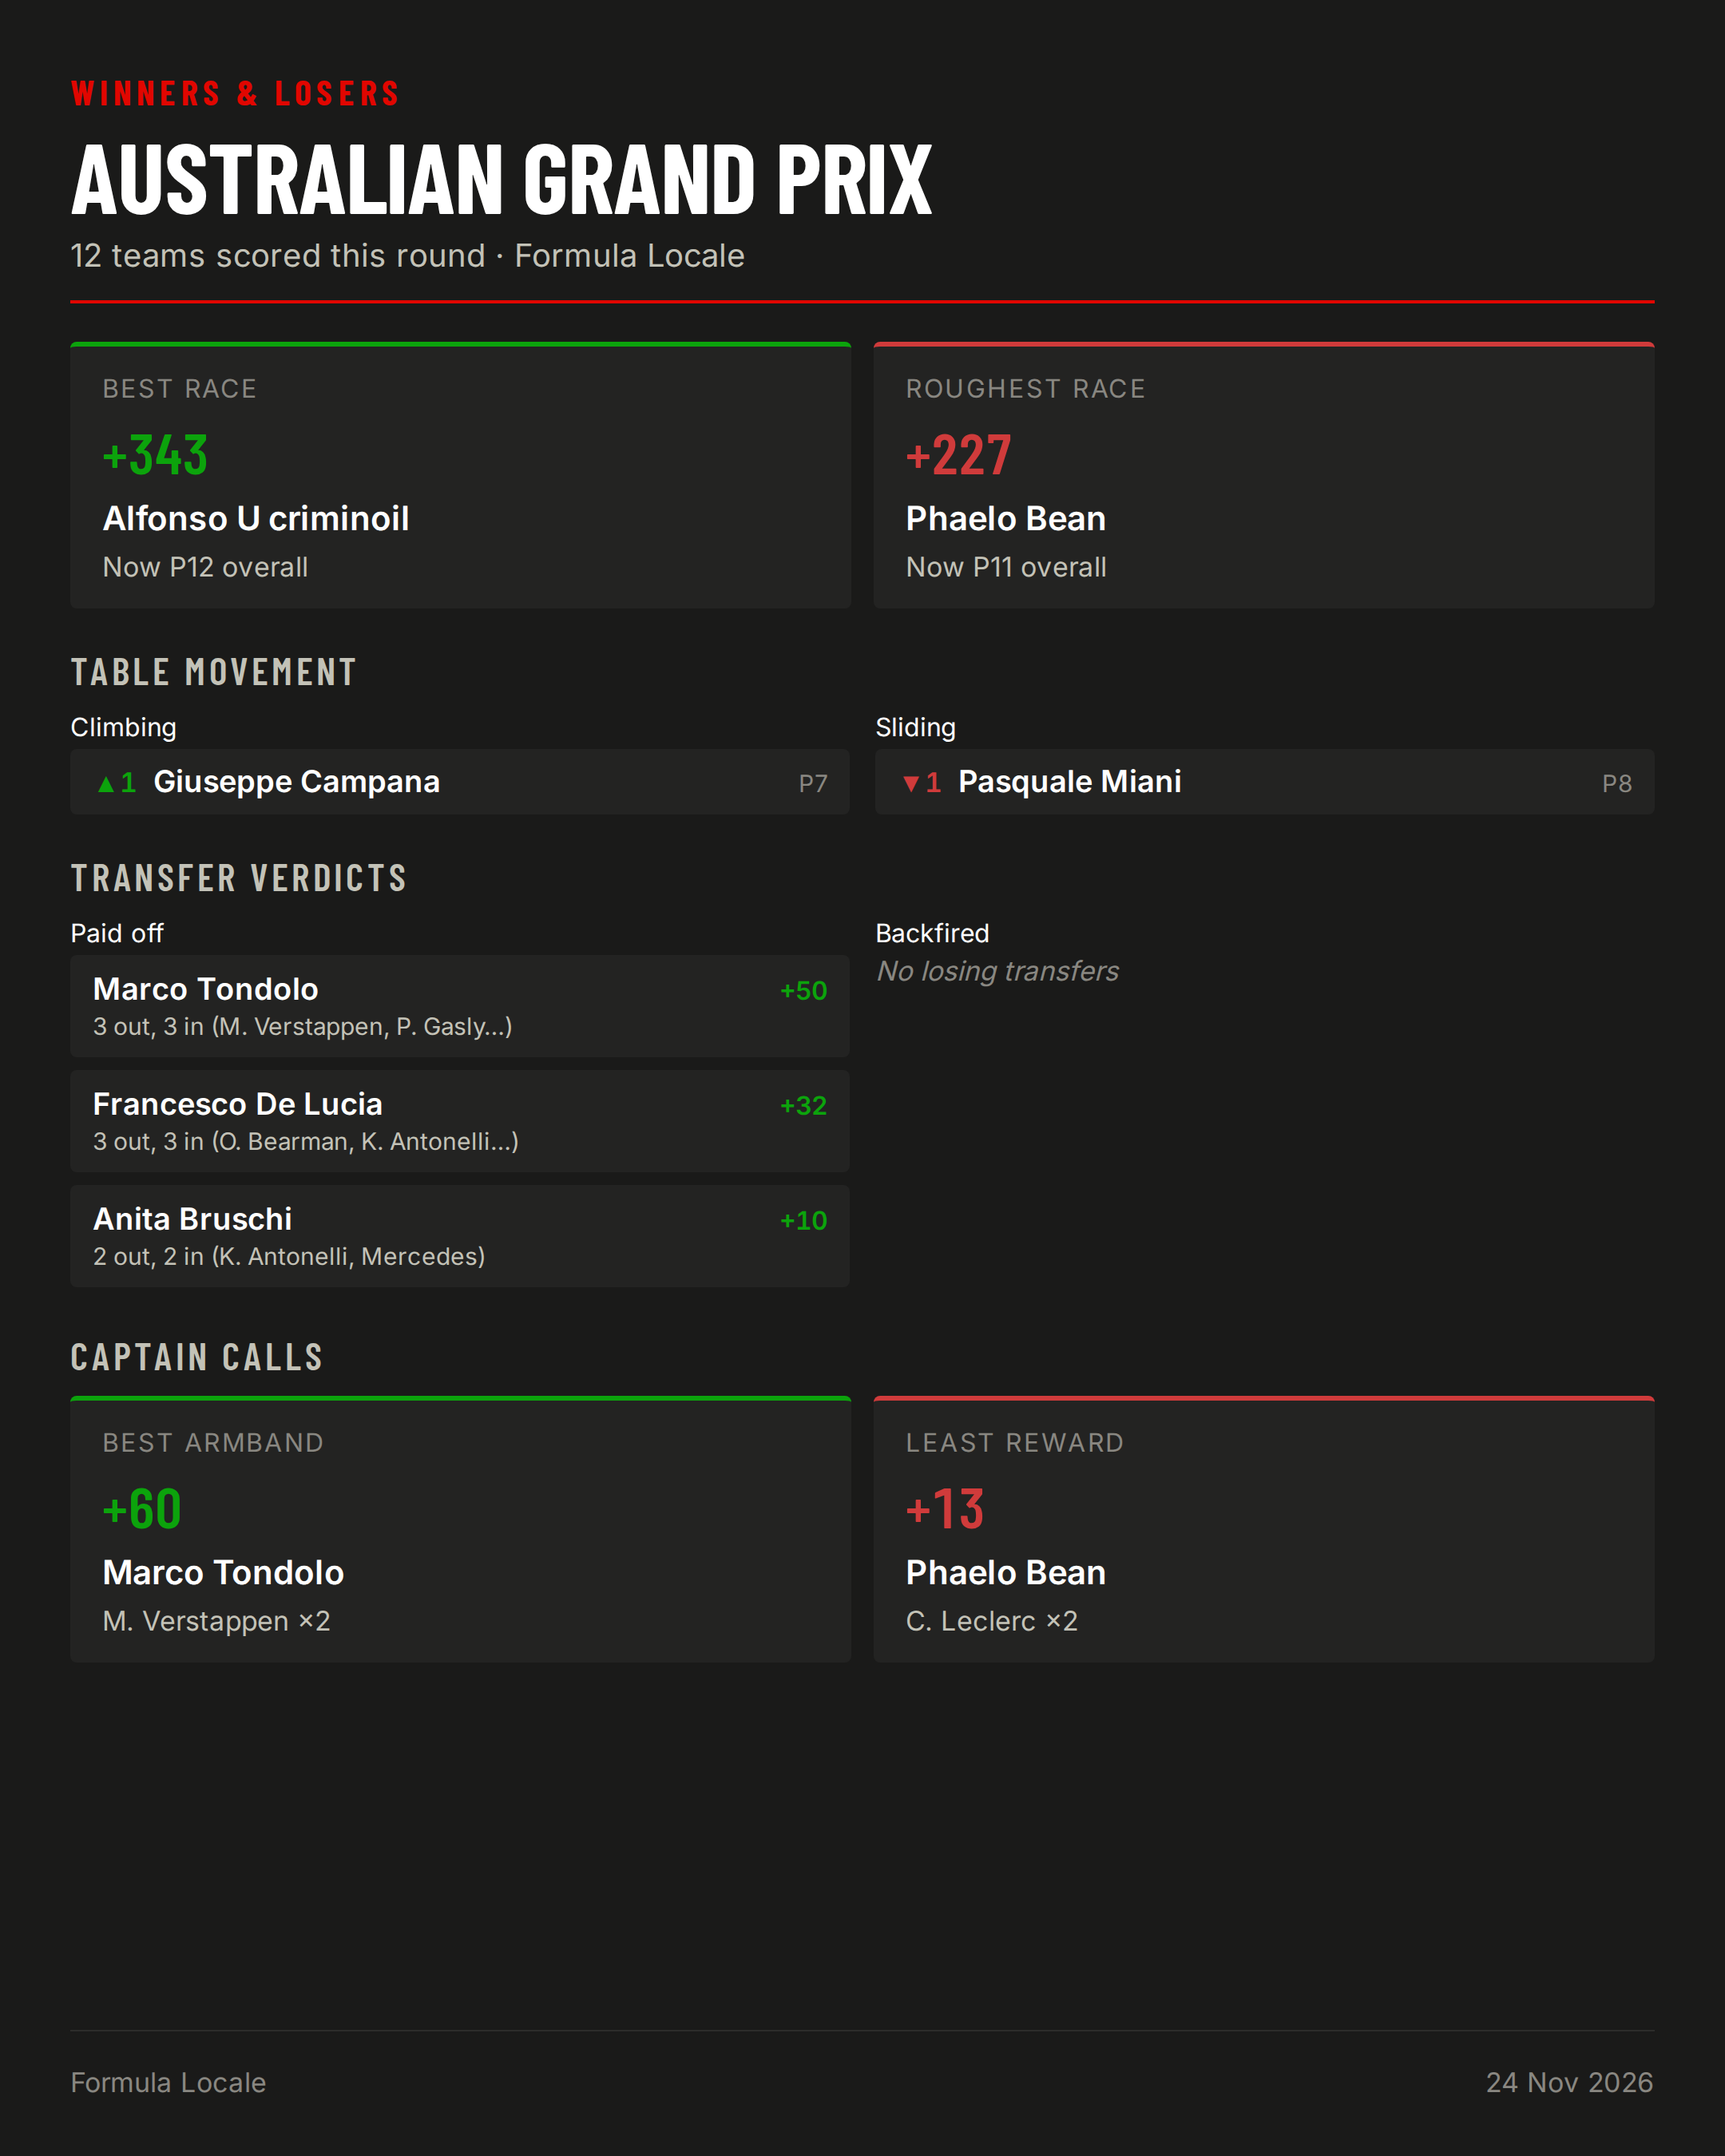 WINNERS & LOSERS
AUSTRALIAN GRAND PRIX
12 teams scored this round · Formula Locale
BEST RACE
+343
Alfonso U criminoil
Now P12 overall
ROUGHEST RACE
+227
Phaelo Bean
Now P11 overall
TABLE MOVEMENT
Climbing
▲1 Giuseppe Campana P7
Sliding
▼1 Pasquale Miani P8
TRANSFER VERDICTS
Paid off
Marco Tondolo +50
3 out, 3 in (M. Verstappen, P. Gasly...)
Francesco De Lucia +32
3 out, 3 in (O. Bearman, K. Antonelli...)
Anita Bruschi +10
2 out, 2 in (K. Antonelli, Mercedes)
Backfired
No losing transfers
CAPTAIN CALLS
BEST ARMBAND
+60
Marco Tondolo
M. Verstappen ×2
LEAST REWARD
+13
Phaelo Bean
C. Leclerc ×2
Formula Locale 24 Nov 2026